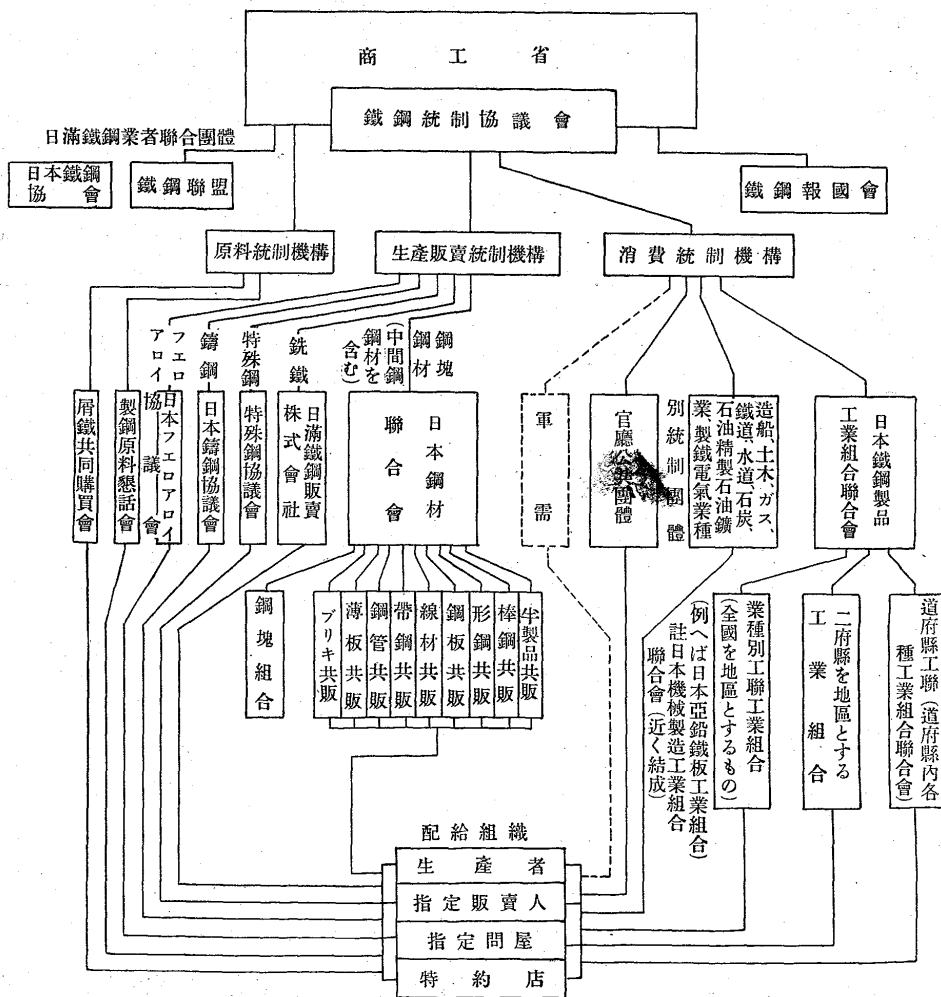 商工省
鐵鋼統制協議會
日滿鐵鋼業者聯合團體
日本鐵鋼
協會
鐵鋼聯盟
鐵鋼報國會
原料統制機構
生產販賣統制機構
消費統制機構
屑鐵共同購買會
製鋼原料懇話會
フエロ
アロイ
日本フエロアロイ
協議會
鑄鋼
日本鑄鋼協議會
特殊鋼
特殊鋼協議會
銑鐵
日滿鐵鋼販賣
株式會社
鋼塊
鋼材
(中間鋼
鋼材を
含む)
日本鋼材
聯合會
軍需
官廳公共團體
造船、土木、ガス、
鐵道、水道、石炭、
石油精製石油鑛
業、製鐵電氣業種
別統制團體
日本鐵鋼製品
工業組合聯合會
鋼塊組合
ブリキ共販
薄板共販
鋼管共販
帶鋼共販
線材共販
鋼板共販
形鋼共販
棒鋼共販
半製品共販
業種別工聯工業組合
(全國を地區とするもの)
(例へば日本亞鉛鐵板工業組合)
註日本機械製造工業組合
聯合會(近く結成)
二府縣を地區とする
工業組合
道府縣工聯(道府縣內各
種工業組合聯合會)
配給組織
生產者
指定販賣人
指定問屋
特約店